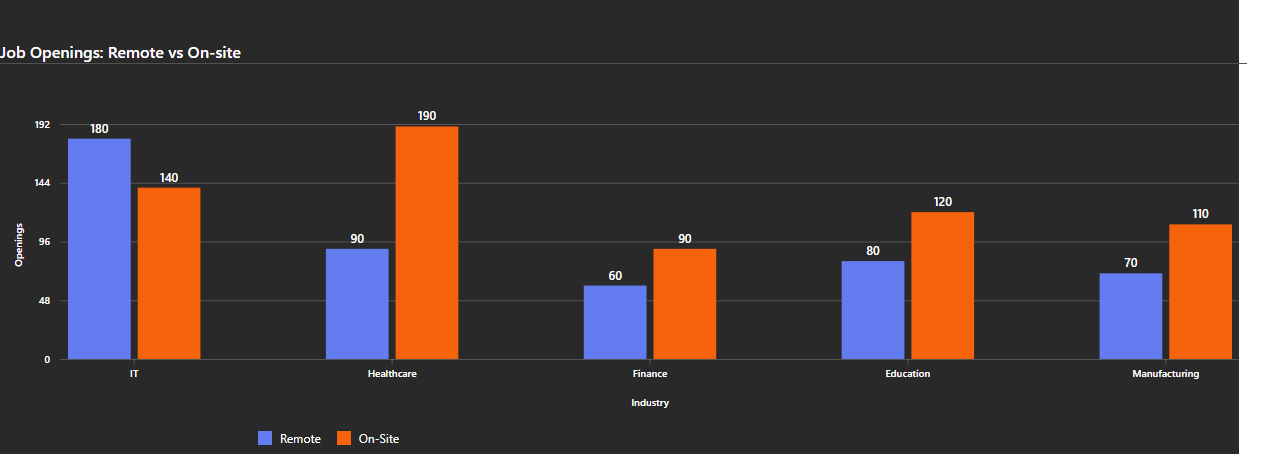 Job Openings: Remote vs On-site
192
144
96
48
0
Openings
180
140
90
190
60
90
80
120
70
110
IT
Healthcare
Finance
Education
Manufacturing
Industry
Remote
On-Site